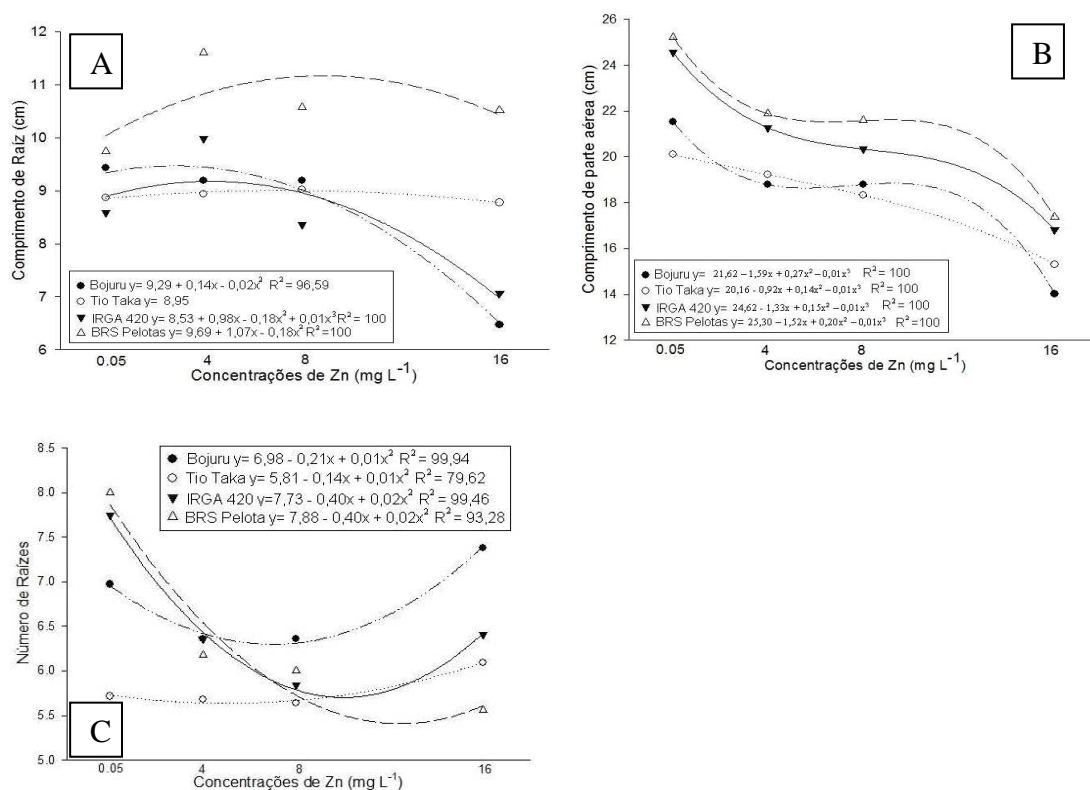 A
Comprimento de Raíz (cm)
12
11
10
9
8
7
6
● Bojuru y= 9,29 + 0,14x - 0,02x² R² = 96,59
○ Tio Taka y= 8,95
▼ IRGA 420 y= 8,53 + 0,98x - 0,18x² + 0,01x³ R² = 100
△ BRS Pelotas y= 9,69 + 1,07x - 0,18x² R² = 100
0.05 4 8 16
Concentrações de Zn (mg L⁻¹)
B
Comprimento de parte aérea (cm)
26
24
22
20
18
16
14
12
● Bojuru y= 21,62 – 1,59x + 0,27x² – 0,01x³ R² = 100
○ Tio Taka y= 20,16 – 0,92x + 0,14x² – 0,01x³ R² = 100
▼ IRGA 420 y= 24,62 – 1,33x + 0,15x² – 0,01x³ R² = 100
△ BRS Pelotas y= 25,30 – 1,52x + 0,20x² – 0,01x³ R² = 100
0.05 4 8 16
Concentrações de Zn (mg L⁻¹)
C
Número de Raízes
8.5
8.0
7.5
7.0
6.5
6.0
5.5
5.0
● Bojuru y= 6,98 - 0,21x + 0,01x² R² = 99,94
○ Tio Taka y= 5,81 - 0,14x + 0,01x² R² = 79,62
▼ IRGA 420 y=7,73 - 0,40x + 0,02x² R² = 99,46
△ BRS Pelota y= 7,88 - 0,40x + 0,02x² R² = 93,28
0.05 4 8 16
Concentrações de Zn (mg L⁻¹)